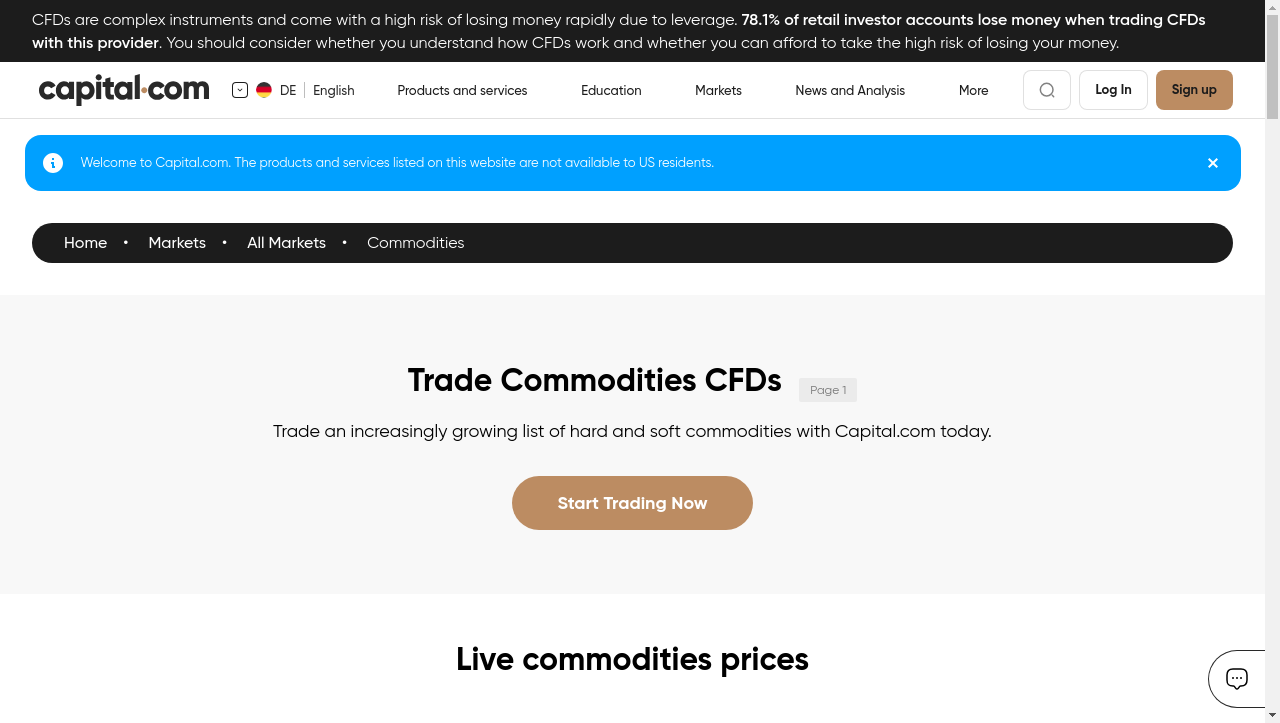 CFDs are complex instruments and come with a high risk of losing money rapidly due to leverage. 78.1% of retail investor accounts lose money when trading CFDs
with this provider. You should consider whether you understand how CFDs work and whether you can afford to take the high risk of losing your money.
capital.com DE English Products and services Education Markets News and Analysis More Log In Sign up
Welcome to Capital.com. The products and services listed on this website are not available to US residents.
Home • Markets • All Markets • Commodities
Trade Commodities CFDs Page 1
Trade an increasingly growing list of hard and soft commodities with Capital.com today.
Start Trading Now
Live commodities prices